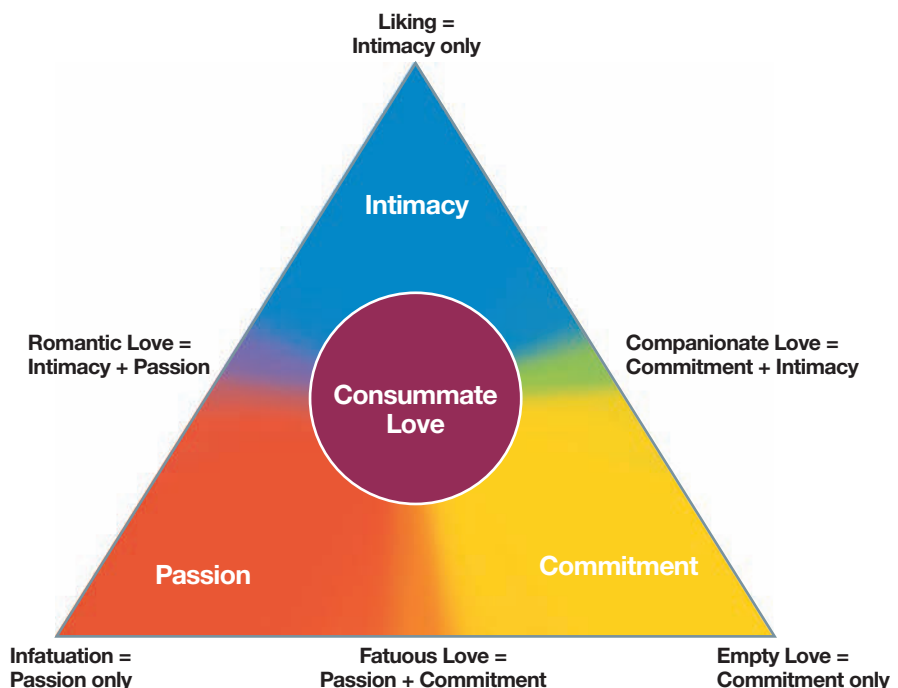 Liking =
Intimacy only
Intimacy
Romantic Love =
Intimacy + Passion
Companionate Love =
Commitment + Intimacy
Consummate
Love
Passion
Commitment
Infatuation =
Passion only
Fatuous Love =
Passion + Commitment
Empty Love =
Commitment only